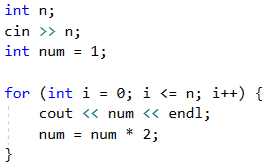 int n;
cin >> n;
int num = 1;

for (int i = 0; i <= n; i++) {
    cout << num << endl;
    num = num * 2;
}